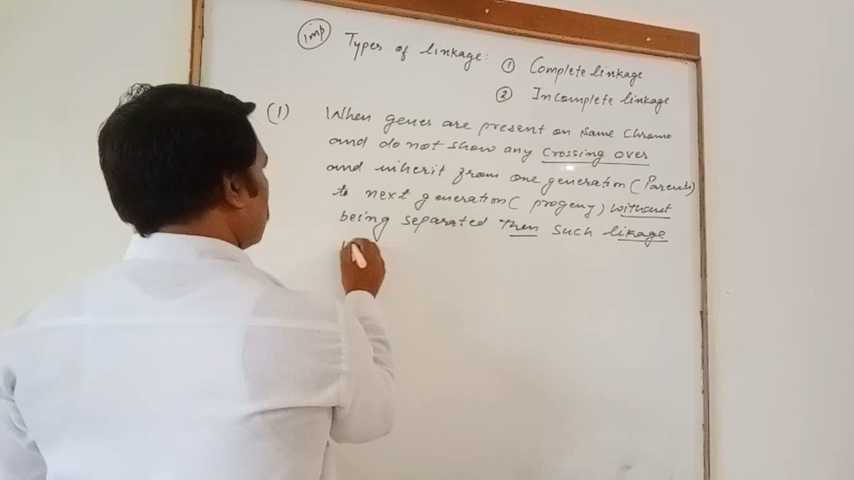 imp Types of linkage: ① Complete linkage
② Incomplete linkage
(1) When genes are present on same Chromo
and do not show any crossing over
and inherit from one generation (Parents)
to next generation (progeny) without
being separated then such likage